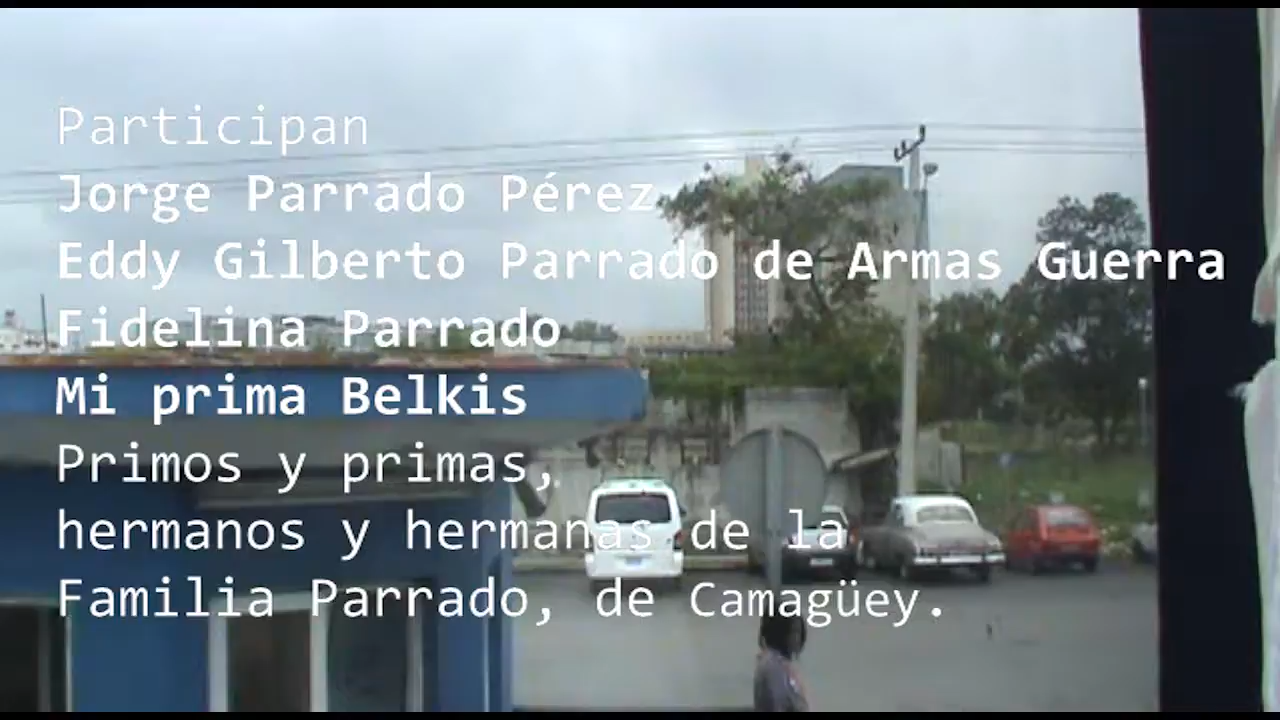 Participan
Jorge Parrado Pérez
Eddy Gilberto Parrado de Armas Guerra
Fidelina Parrado
Mi prima Belkis
Primos y primas,
hermanos y hermanas de la
Familia Parrado, de Camagüey.